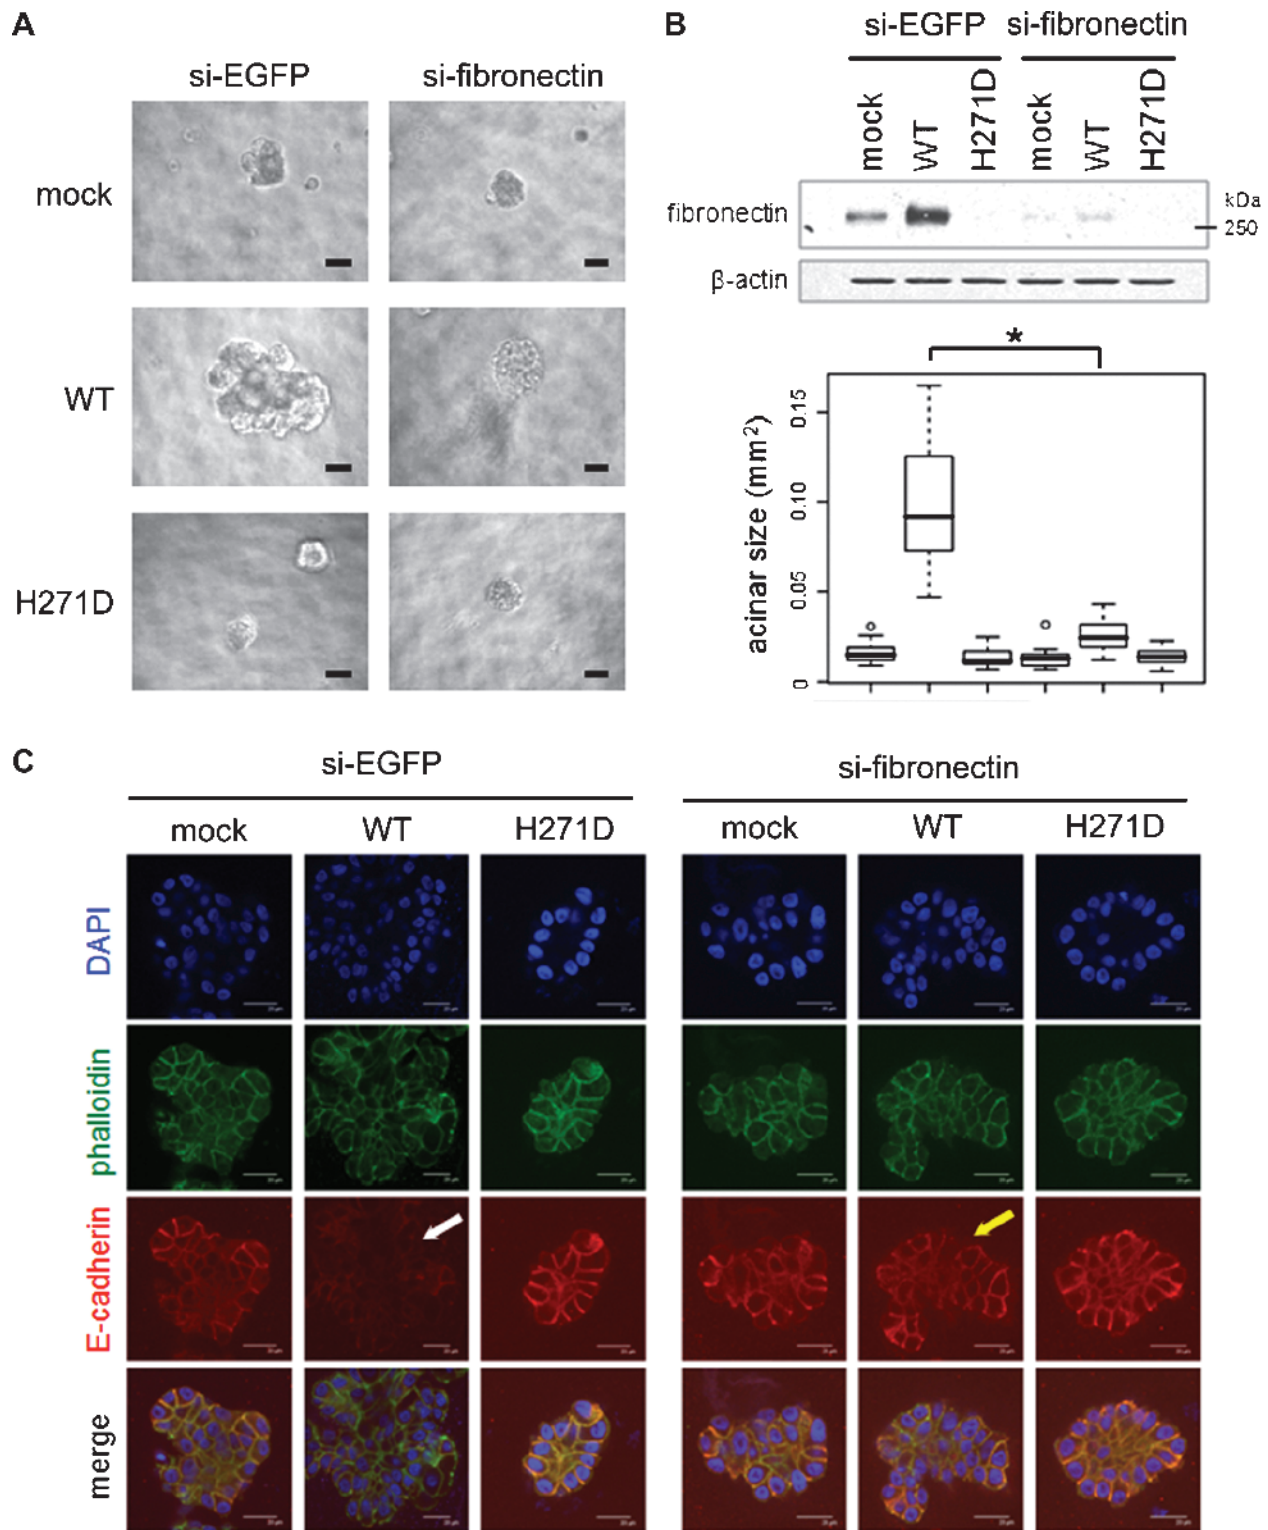 A
si-EGFP si-fibronectin
mock
WT
H271D
B
si-EGFP si-fibronectin
mock WT H271D mock WT H271D
fibronectin
kDa
250
β-actin
*
acinar size (mm²)
0.15
0.10
0.05
0
C
si-EGFP si-fibronectin
mock WT H271D mock WT H271D
DAPI
phalloidin
E-cadherin
merge